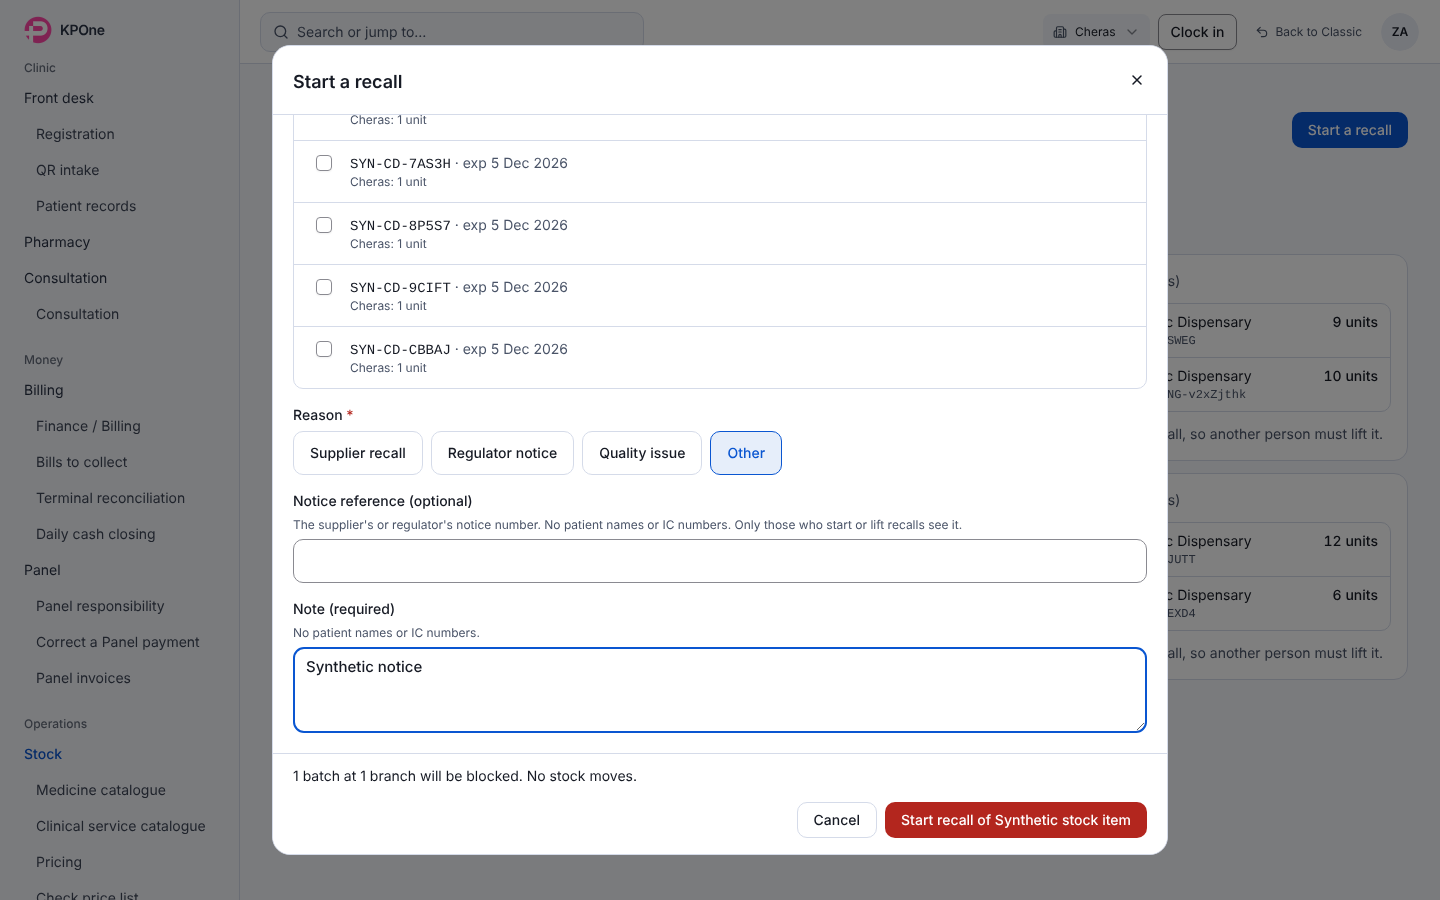 KPOne
Search or jump to...
Cheras
Clock in
Back to Classic
ZA
Clinic
Front desk
Registration
QR intake
Patient records
Pharmacy
Consultation
Consultation
Money
Billing
Finance / Billing
Bills to collect
Terminal reconciliation
Daily cash closing
Panel
Panel responsibility
Correct a Panel payment
Panel invoices
Operations
Stock
Medicine catalogue
Clinical service catalogue
Pricing
Check price list
Start a recall
Start a recall
Cheras: 1 unit
SYN-CD-7AS3H · exp 5 Dec 2026
Cheras: 1 unit
SYN-CD-8P5S7 · exp 5 Dec 2026
Cheras: 1 unit
SYN-CD-9CIFT · exp 5 Dec 2026
Cheras: 1 unit
SYN-CD-CBBAJ · exp 5 Dec 2026
Cheras: 1 unit
Reason *
Supplier recall
Regulator notice
Quality issue
Other
Notice reference (optional)
The supplier's or regulator's notice number. No patient names or IC numbers. Only those who start or lift recalls see it.
Note (required)
No patient names or IC numbers.
Synthetic notice
1 batch at 1 branch will be blocked. No stock moves.
Cancel
Start recall of Synthetic stock item
s)
c Dispensary 9 units
SWEG
c Dispensary 10 units
NG-v2xZjthk
all, so another person must lift it.
s)
c Dispensary 12 units
JUTT
c Dispensary 6 units
EXD4
all, so another person must lift it.